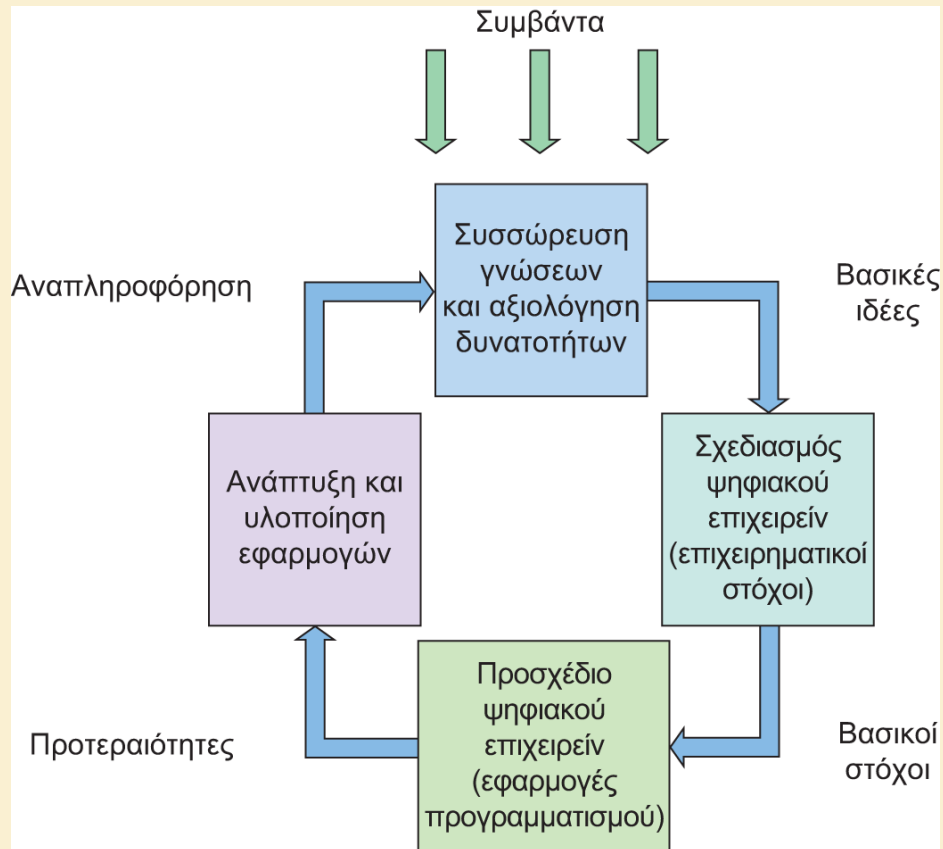 Συμβάντα
Συσσώρευση
γνώσεων
και αξιολόγηση
δυνατοτήτων
Αναπληροφόρηση
Βασικές
ιδέες
Ανάπτυξη και
υλοποίηση
εφαρμογών
Σχεδιασμός
ψηφιακού
επιχειρείν
(επιχειρηματικοί
στόχοι)
Προσχέδιο
ψηφιακού
επιχειρείν
(εφαρμογές
προγραμματισμού)
Προτεραιότητες
Βασικοί
στόχοι